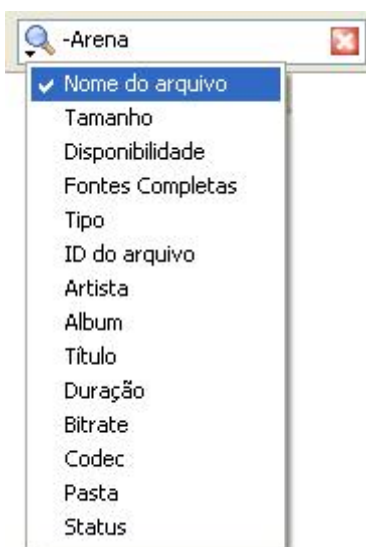 -Arena
Nome do arquivo
Tamanho
Disponibilidade
Fontes Completas
Tipo
ID do arquivo
Artista
Album
Título
Duração
Bitrate
Codec
Pasta
Status